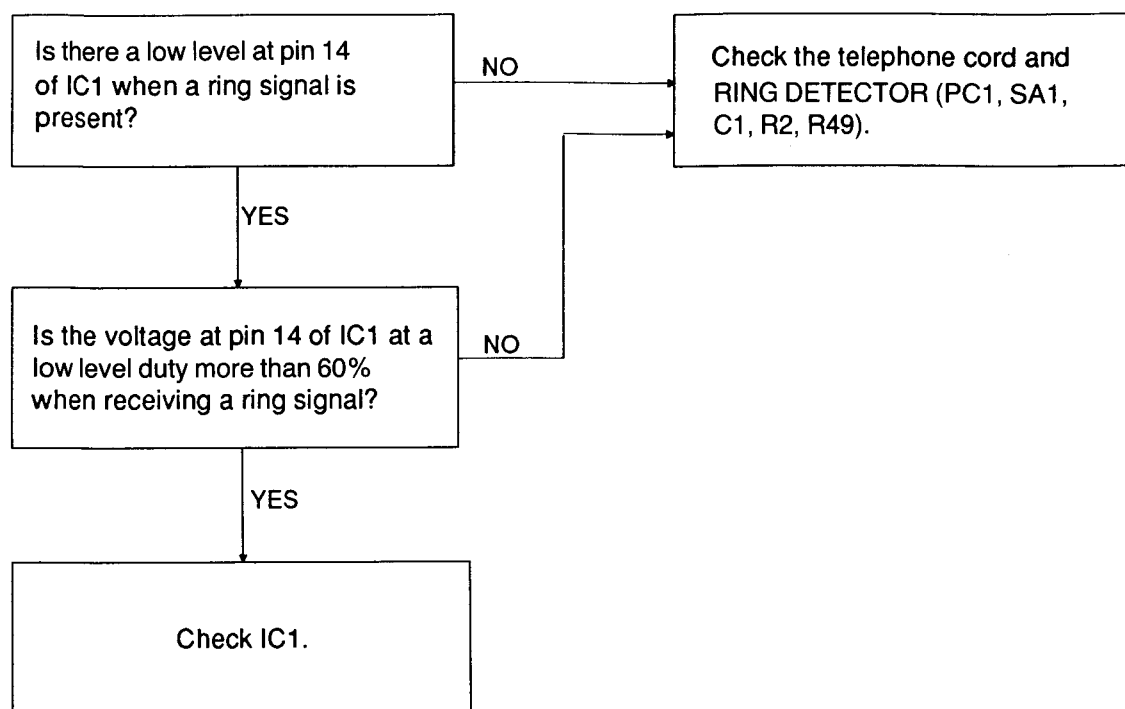 Is there a low level at pin 14
of IC1 when a ring signal is
present?
NO
Check the telephone cord and
RING DETECTOR (PC1, SA1,
C1, R2, R49).
YES
Is the voltage at pin 14 of IC1 at a
low level duty more than 60%
when receiving a ring signal?
NO
YES
Check IC1.